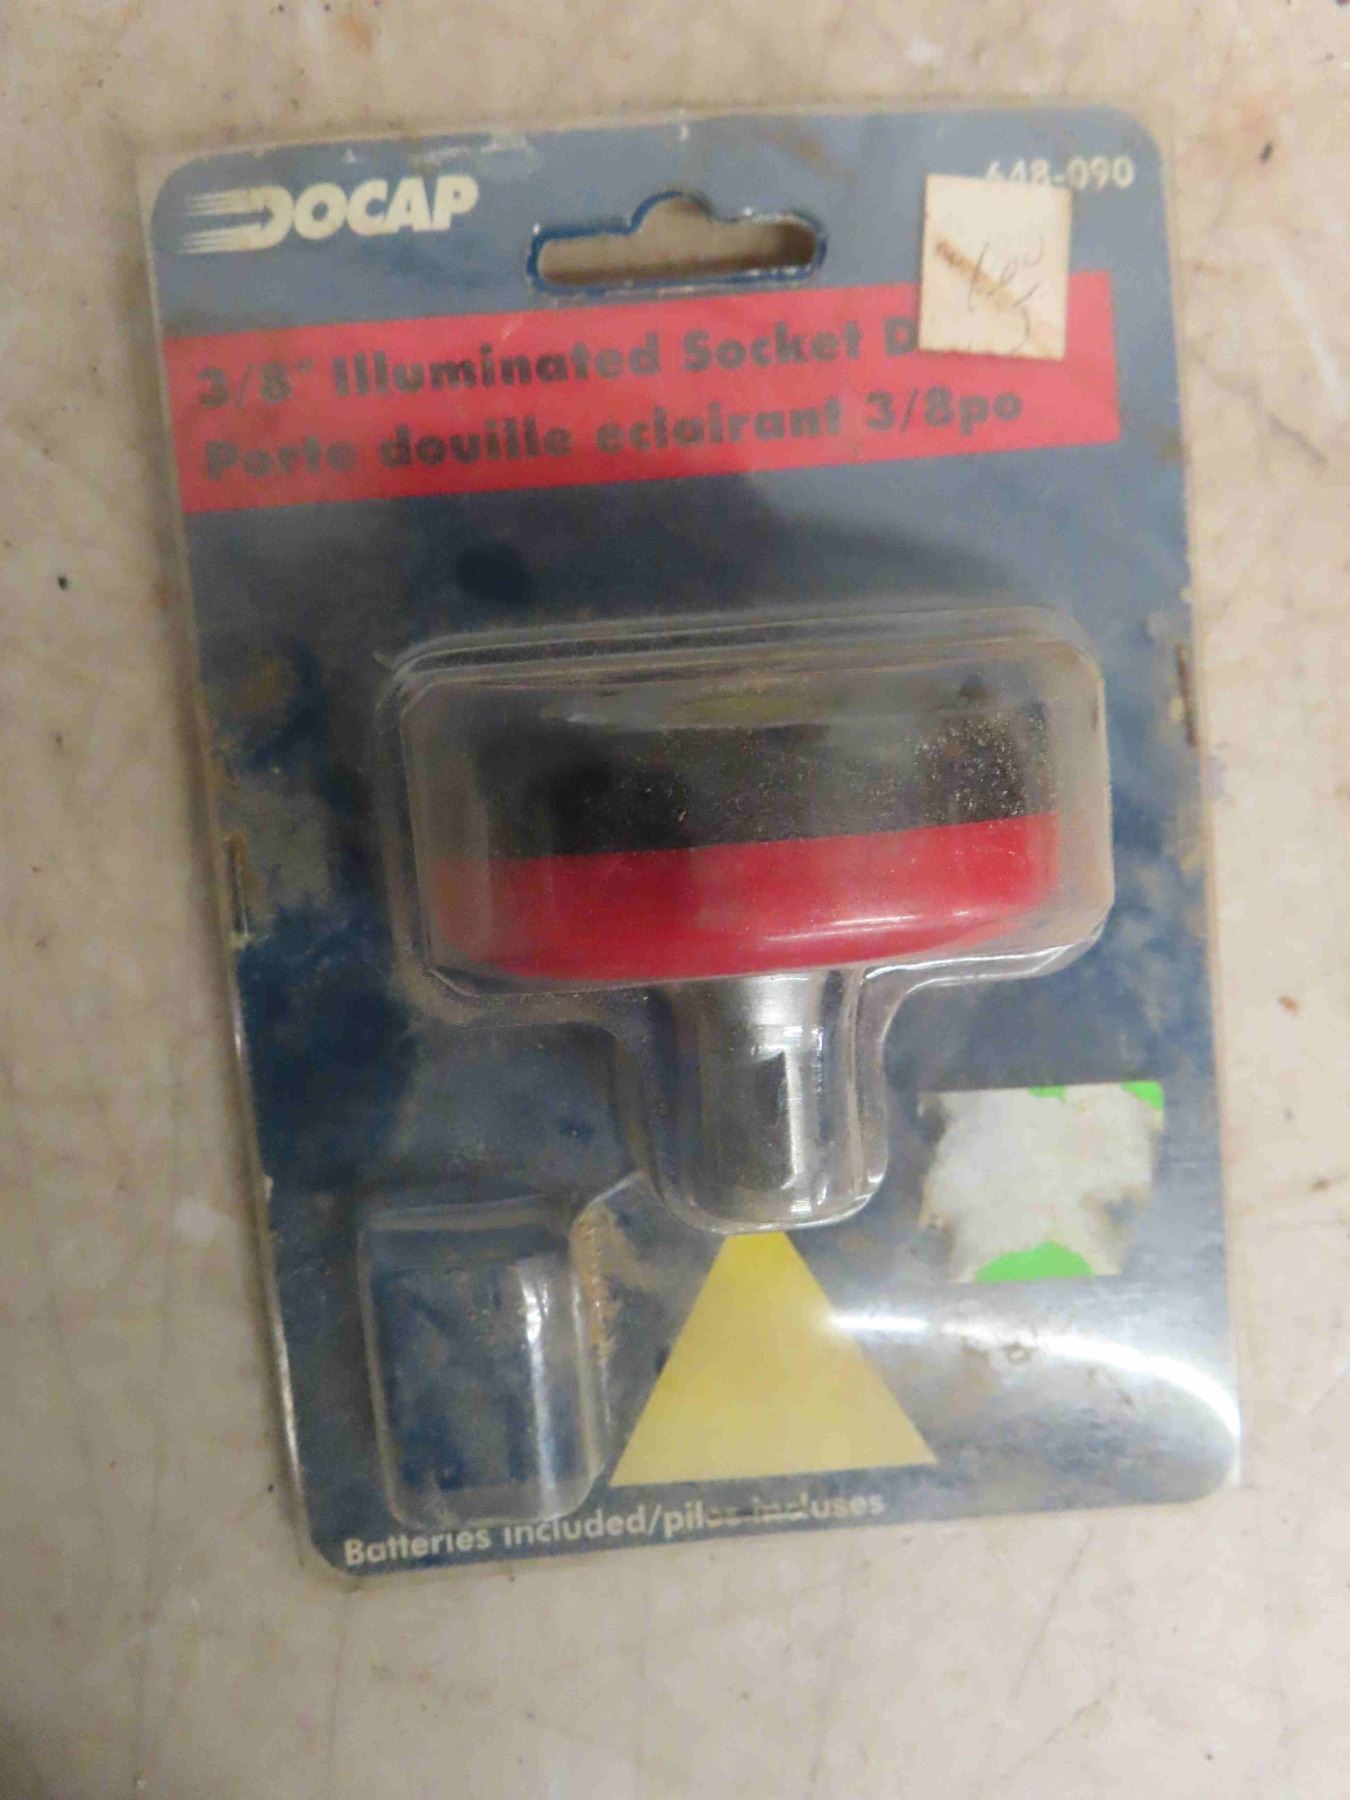 DOCAP
648-090
3/8" Illuminated Socket D
Porte douille eclairant 3/8po
Batteries included/piles incluses